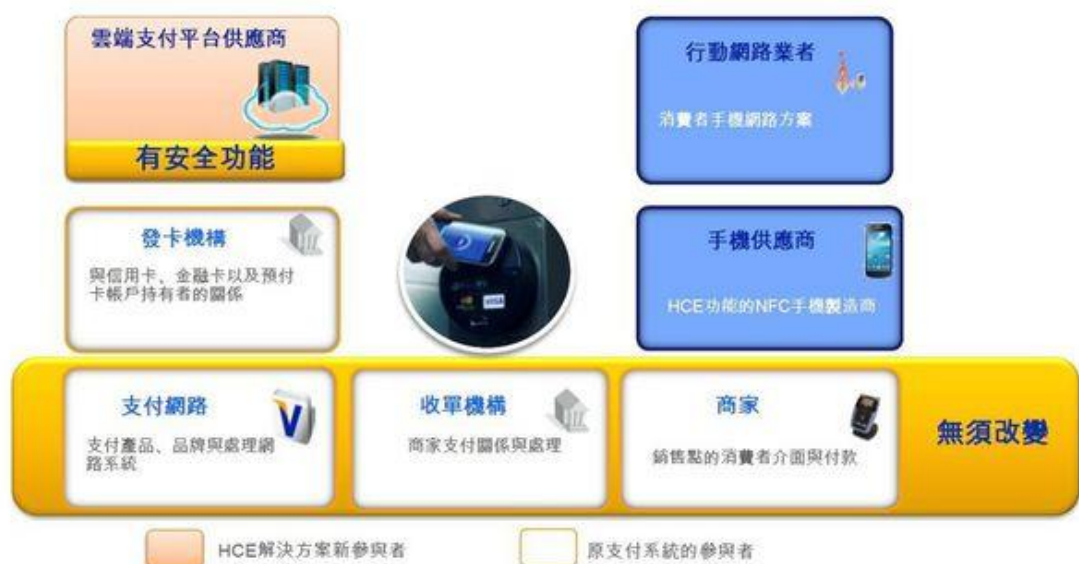 雲端支付平台供應商
有安全功能
行動網路業者
消費者手機網路方案
發卡機構
與信用卡、金融卡以及預付
卡帳戶持有者的關係
VISA
手機供應商
HCE功能的NFC手機製造商
支付網路
支付產品、品牌與處理網
路系統
V
收單機構
商家支付關係與處理
商家
銷售點的消費者介面與付款
無須改變
HCE解決方案新參與者
原支付系統的參與者